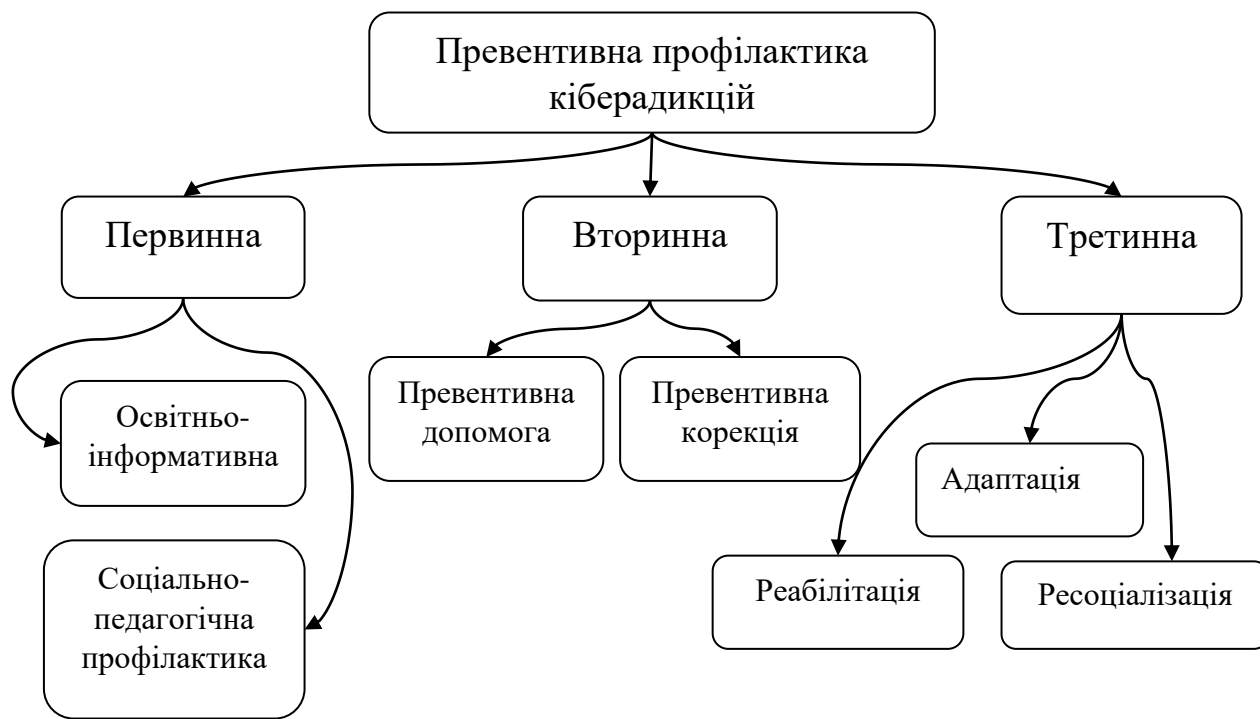 Превентивна профілактика
кіберадикцій
Первинна
Вторинна
Третинна
Освітньо-
інформативна
Соціально-
педагогічна
профілактика
Превентивна
допомога
Превентивна
корекція
Реабілітація
Адаптація
Ресоціалізація